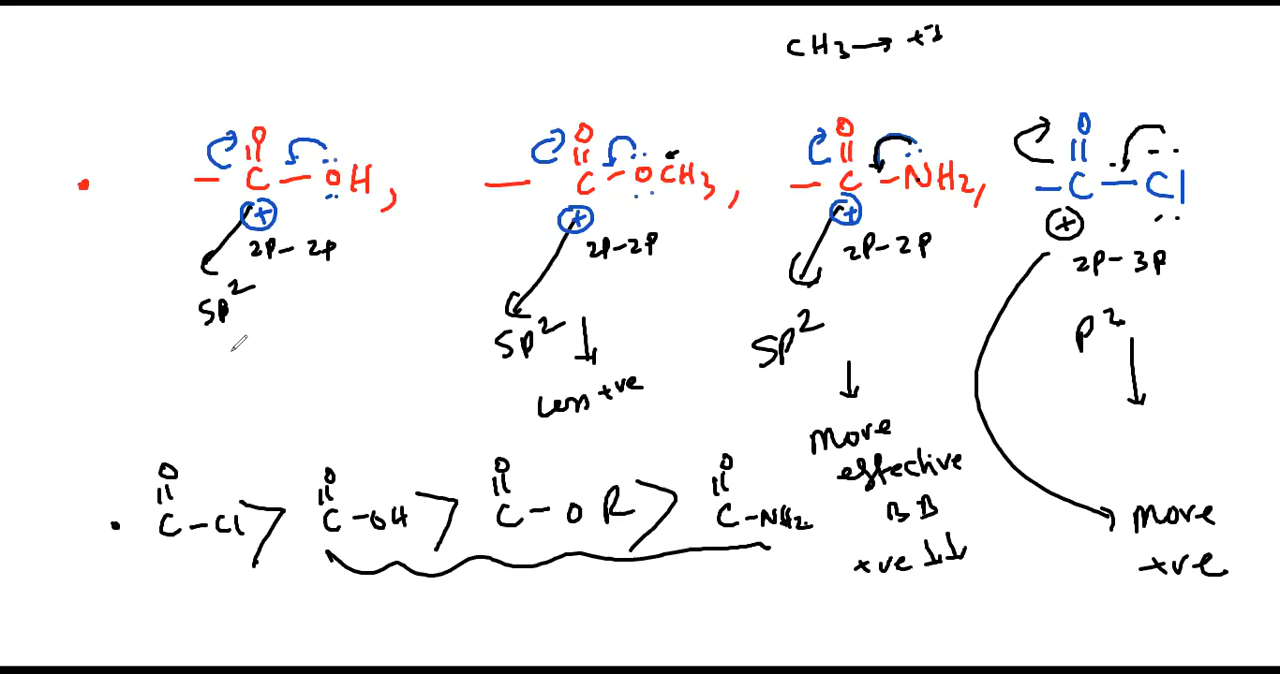 CH3 → +I
O O O O
|| || || ||
• – C – OH, – C – OCH3, – C – NH2, – C – Cl
⊕ ⊕ ⊕ ⊕
2P – 2P 2P – 2P 2P – 2P 2P – 3P
SP² SP² SP² P²
↓ ↓ ↓
Less +ve
More
effective
BB
+ve ↓↓
O O O O
|| || || ||
• C – Cl > C – OH > C – OR > C – NH2
More
+ve